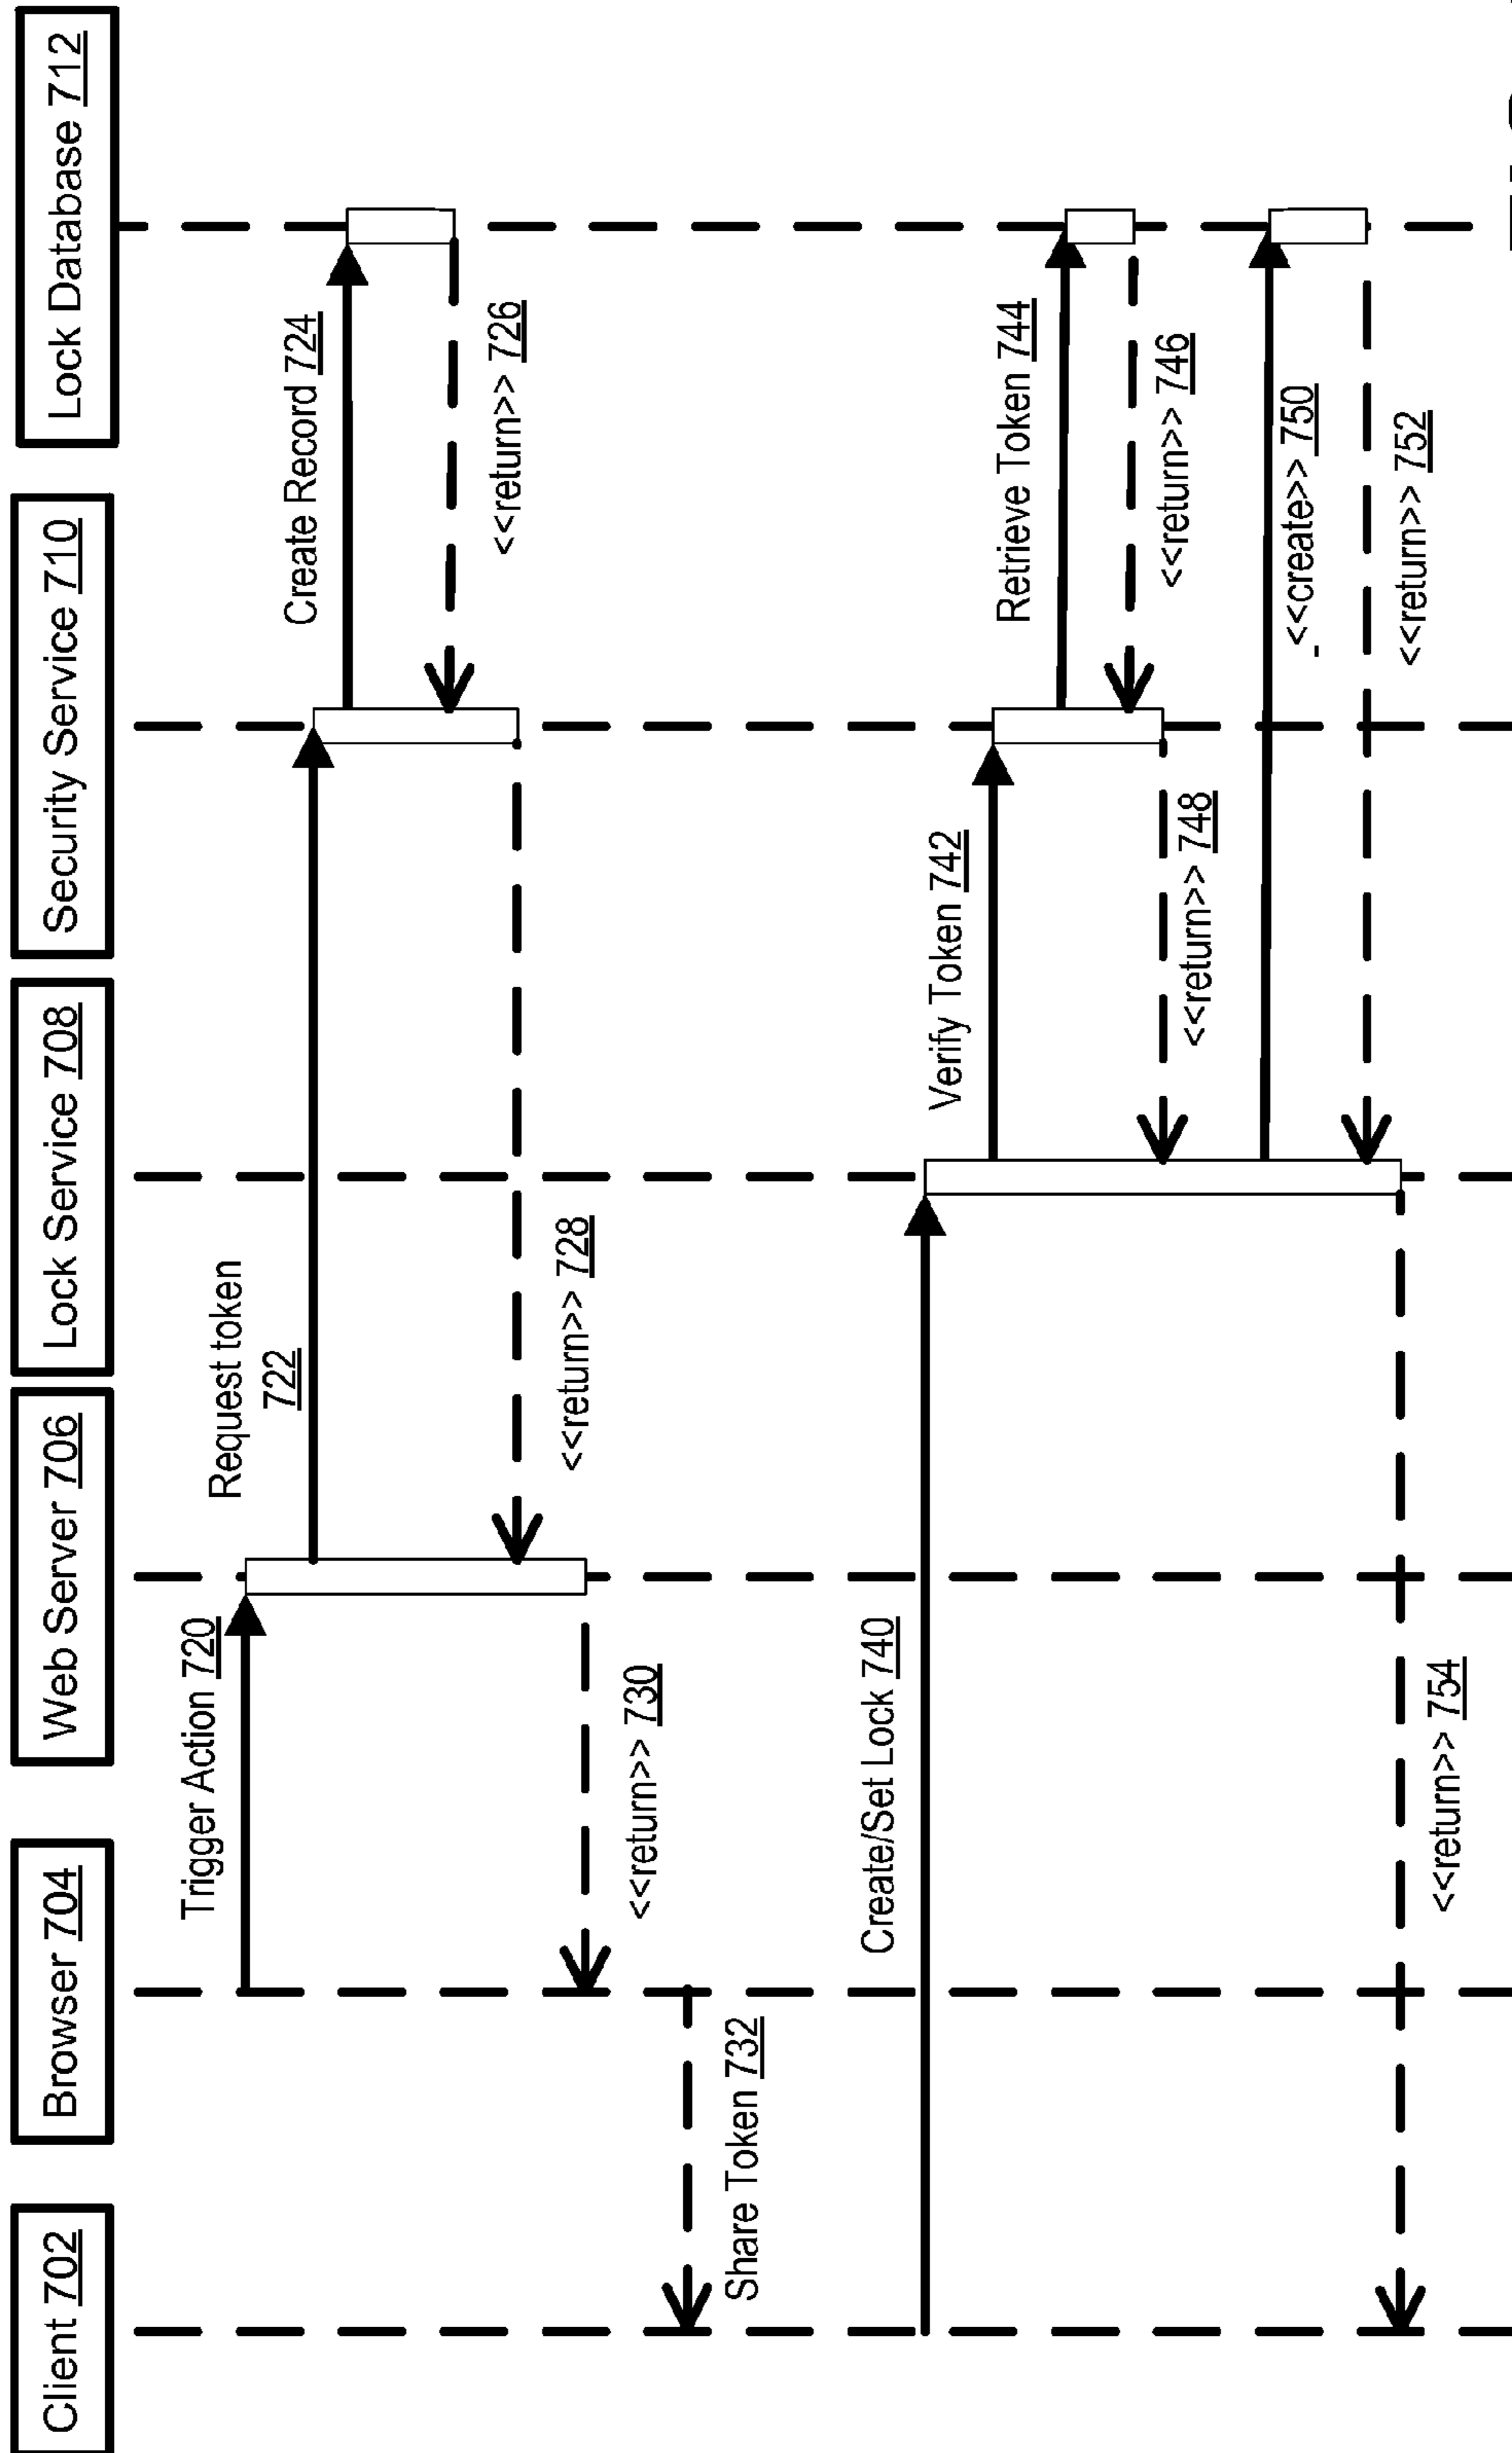 Client 702
Browser 704
Web Server 706
Lock Service 708
Security Service 710
Lock Database 712
Trigger Action 720
Request token
722
Create Record 724
<<return>> 726
<<return>> 728
<<return>> 730
Share Token 732
Create/Set Lock 740
Verify Token 742
Retrieve Token 744
<<return>> 746
<<return>> 748
<<create>> 750
<<return>> 752
<<return>> 754